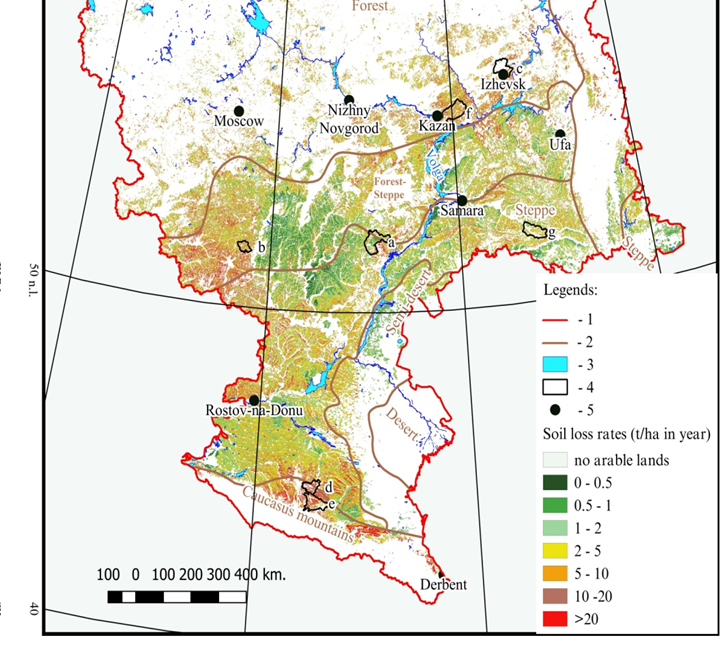 Forest
c
Izhevsk
Nizhny
Novgorod
Moscow
f
Kazan
Ufa
Volga
Forest-
Steppe
Samara
Steppe
g
b
a
Steppe
50 n.l.
Semi-desert
Legends:
- 1
- 2
- 3
- 4
- 5
Rostov-na-Donu
Desert
Soil loss rates (t/ha in year)
no arable lands
0 - 0.5
0.5 - 1
1 - 2
2 - 5
5 - 10
10 -20
>20
d
e
Caucasus mountains
100 0 100 200 300 400 km.
Derbent
40